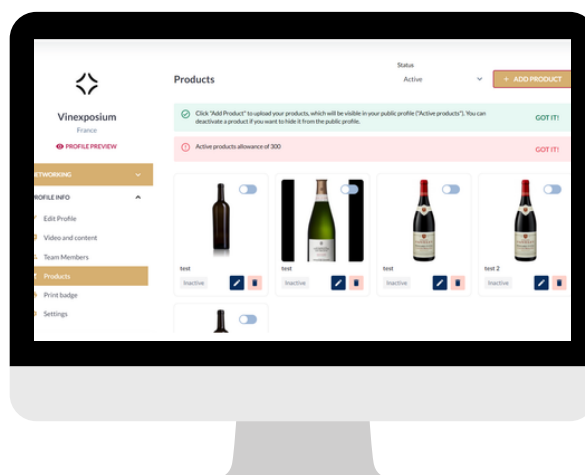 Vinexposium
France
PROFILE PREVIEW
NETWORKING
PROFILE INFO
Edit Profile
Video and content
Team Members
Products
Print badge
Settings
Products
Status
Active
+ ADD PRODUCT
Click "Add Product" to upload your products, which will be visible in your public profile ("Active products"). You can
deactivate a product if you want to hide it from the public profile.
GOT IT!
Active products allowance of 300
GOT IT!
test
Inactive
test
Inactive
test
Inactive
test 2
Inactive